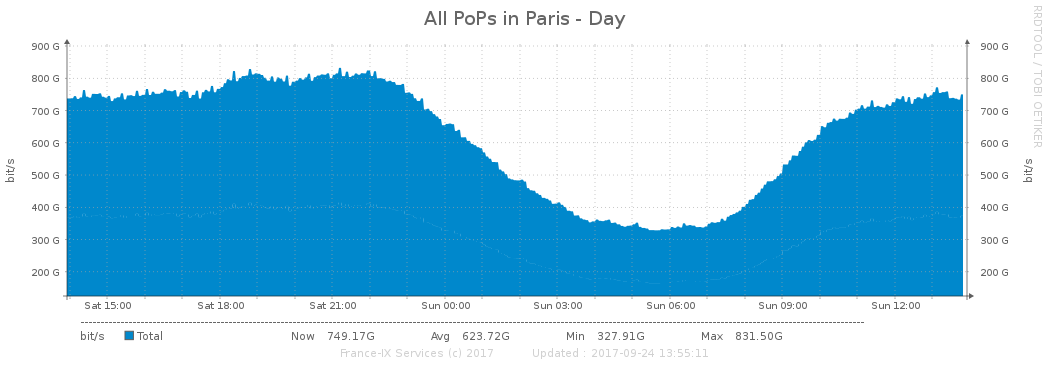 All PoPs in Paris - Day
RRDTOOL / TOBI OETIKER
900 G 900 G
800 G 800 G
700 G 700 G
600 G 600 G
500 G 500 G
400 G 400 G
300 G 300 G
200 G 200 G
bit/s
bit/s
Sat 15:00 Sat 18:00 Sat 21:00 Sun 00:00 Sun 03:00 Sun 06:00 Sun 09:00 Sun 12:00
bit/s Total Now 749.17G Avg 623.72G Min 327.91G Max 831.50G
France-IX Services (c) 2017 Updated : 2017-09-24 13:55:11